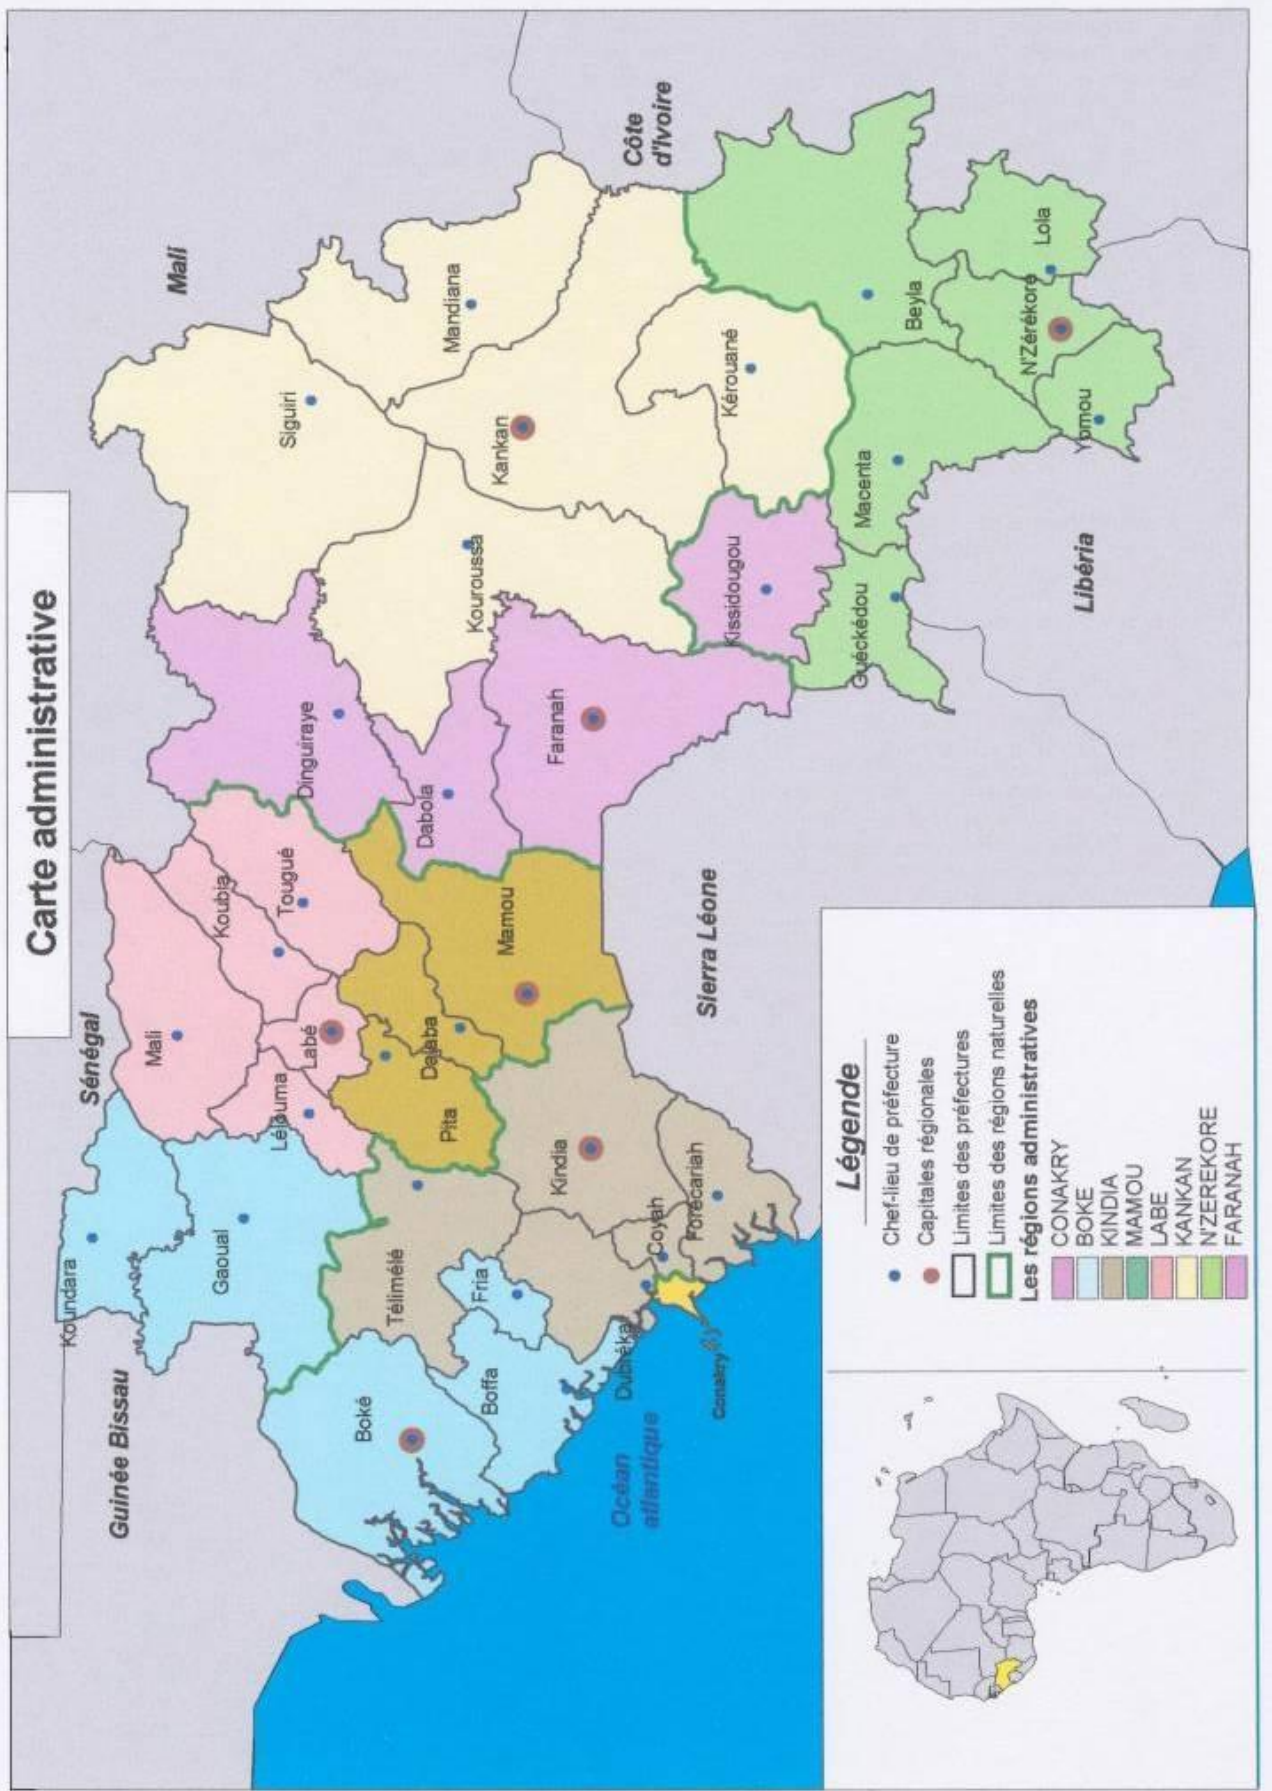 Carte administrative
Sénégal
Mali
Guinée Bissau
Côte
d'Ivoire
Sierra Léone
Libéria
Océan
atlantique
Koundara
Gaoual
Mali
Koubia
Tougué
Labé
Lélouma
Dinguiraye
Siguiri
Mandiana
Kouroussa
Kankan
Kérouané
Dabola
Faranah
Kissidougou
Mamou
Dalaba
Pita
Télimélé
Kindia
Fria
Boké
Boffa
Dubréka
Coyah
Forécariah
Conakry
Guéckédou
Macenta
Beyla
N'Zérékore
Lola
Yomou
Légende
Chef-lieu de préfecture
Capitales régionales
Limites des préfectures
Limites des régions naturelles
Les régions administratives
CONAKRY
BOKE
KINDIA
MAMOU
LABE
KANKAN
N'ZEREKORE
FARANAH